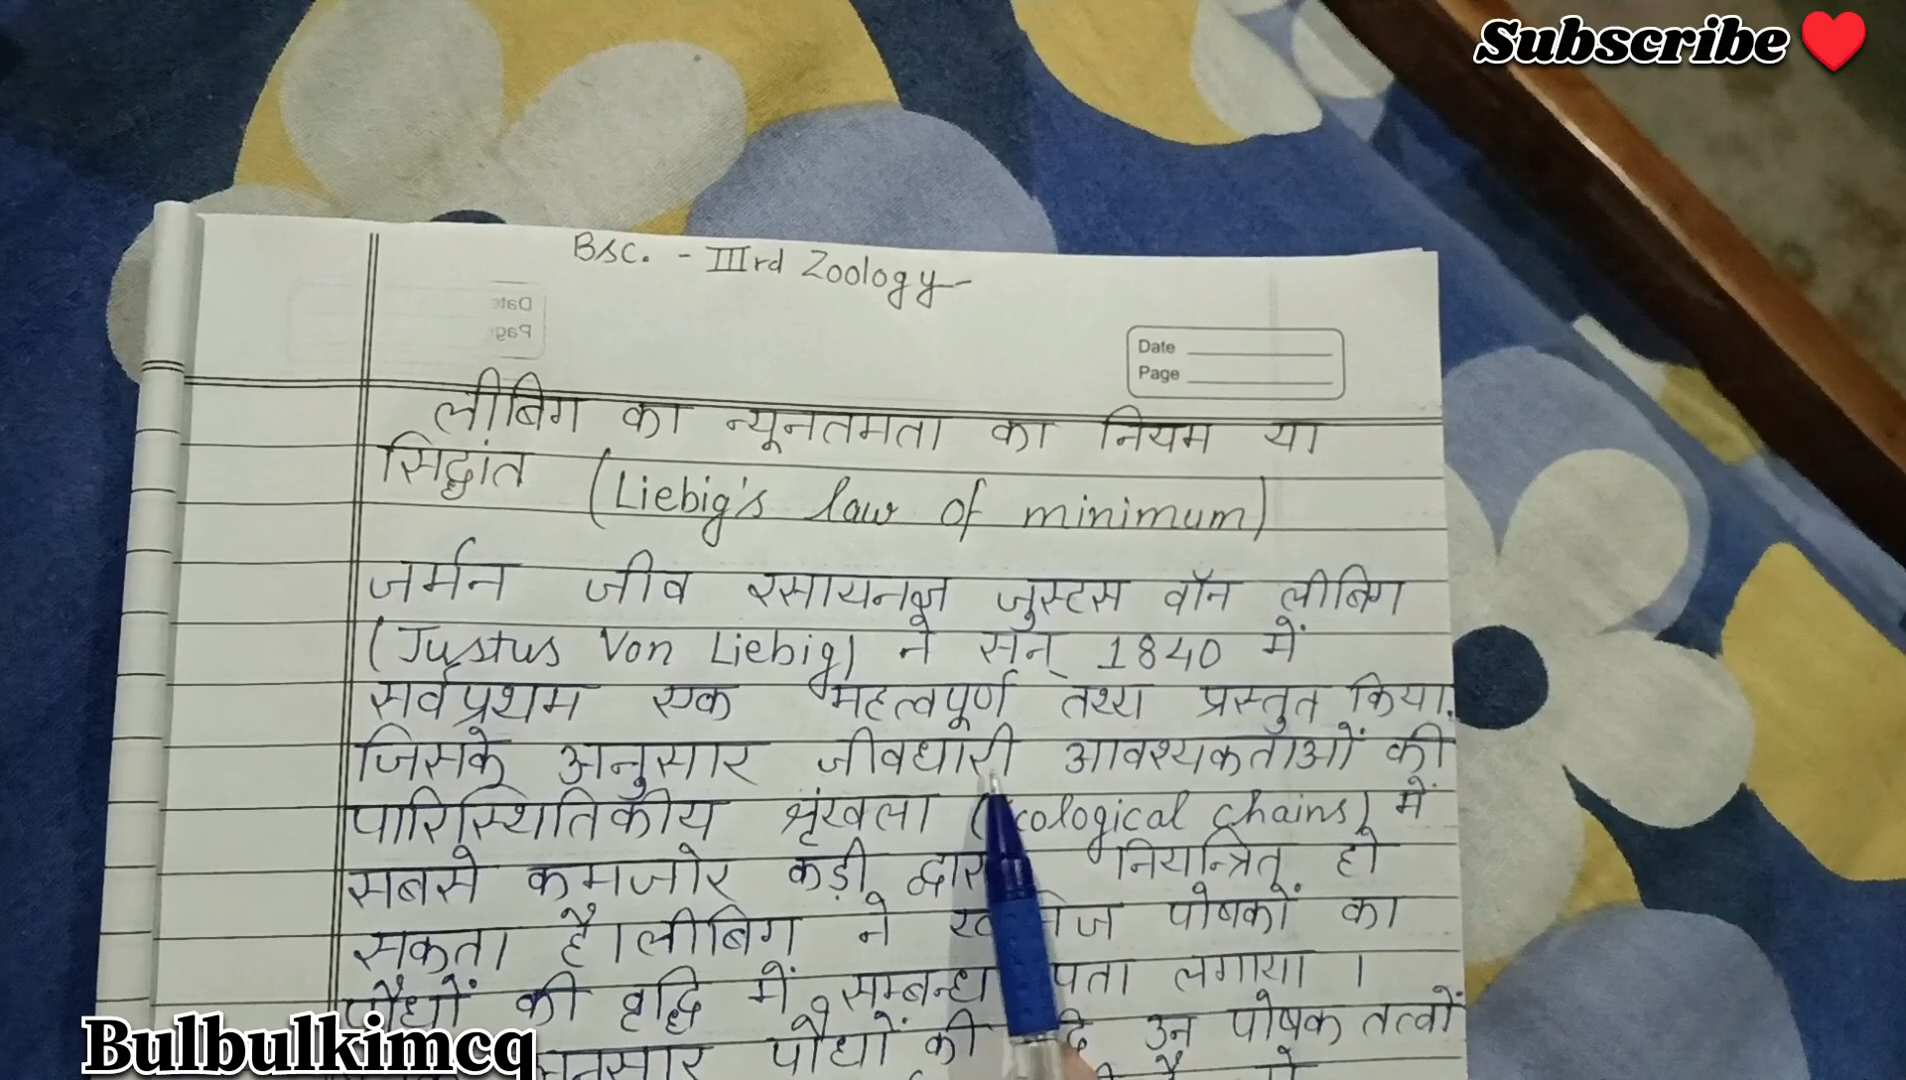 Subscribe ❤️
Bsc. - IIIrd Zoology -
Date
Page
Date
Page
लीबिग का न्यूनतमता का नियम या
सिद्धांत (Liebig's law of minimum)
जर्मन जीव रसायनज्ञ जुस्टस वॉन लीबिग
(Justus Von Liebig) ने सन् 1840 में
सर्वप्रथम एक महत्वपूर्ण तथ्य प्रस्तुत किया.
जिसके अनुसार जीवधारी आवश्यकताओं की
पारिस्थितिकीय श्रृंखला (cological chains) में
सबसे कमजोर कड़ी द्वारा नियन्त्रित हो
सकता है। लीबिग ने पोषकों का
पौधों की वृद्धि में सम्बन्ध पता लगाया ।
पौधों की उन पोषक तत्वों
Bulbulkimcq